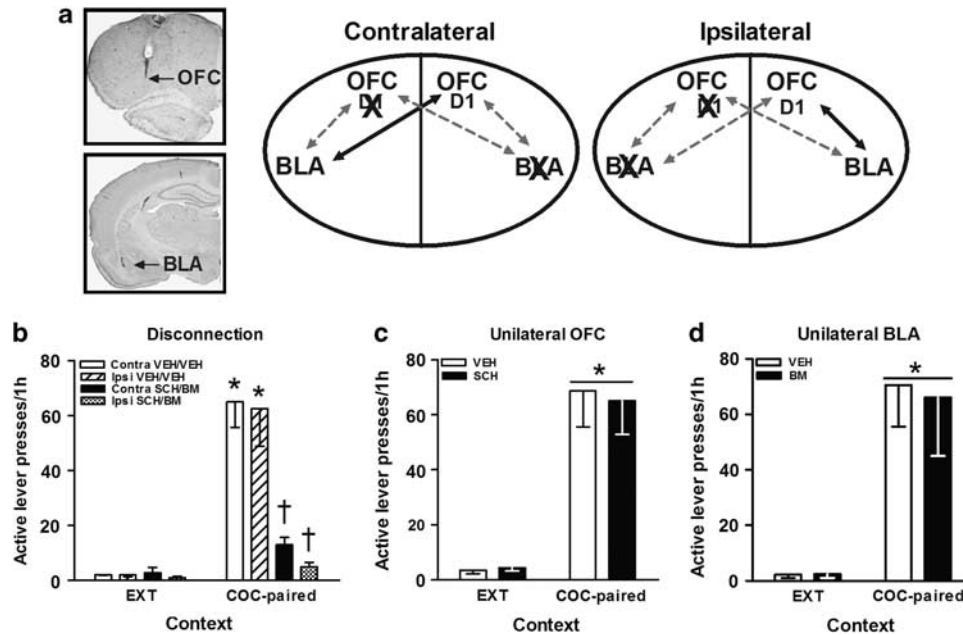 a
OFC
BLA
Contralateral
OFC
OFC
D1
D1
BLA
BLA
X
X
Ipsilateral
OFC
OFC
D1
D1
BLA
BLA
X
X
b
Disconnection
Active lever presses/1h
80
60
40
20
0
Contra VEH/VEH
Ipsi VEH/VEH
Contra SCH/BM
Ipsi SCH/BM
* *
† †
EXT COC-paired
Context
c
Unilateral OFC
Active lever presses/1h
80
60
40
20
0
VEH
SCH
*
EXT COC-paired
Context
d
Unilateral BLA
Active lever presses/1h
80
60
40
20
0
VEH
BM
*
EXT COC-paired
Context